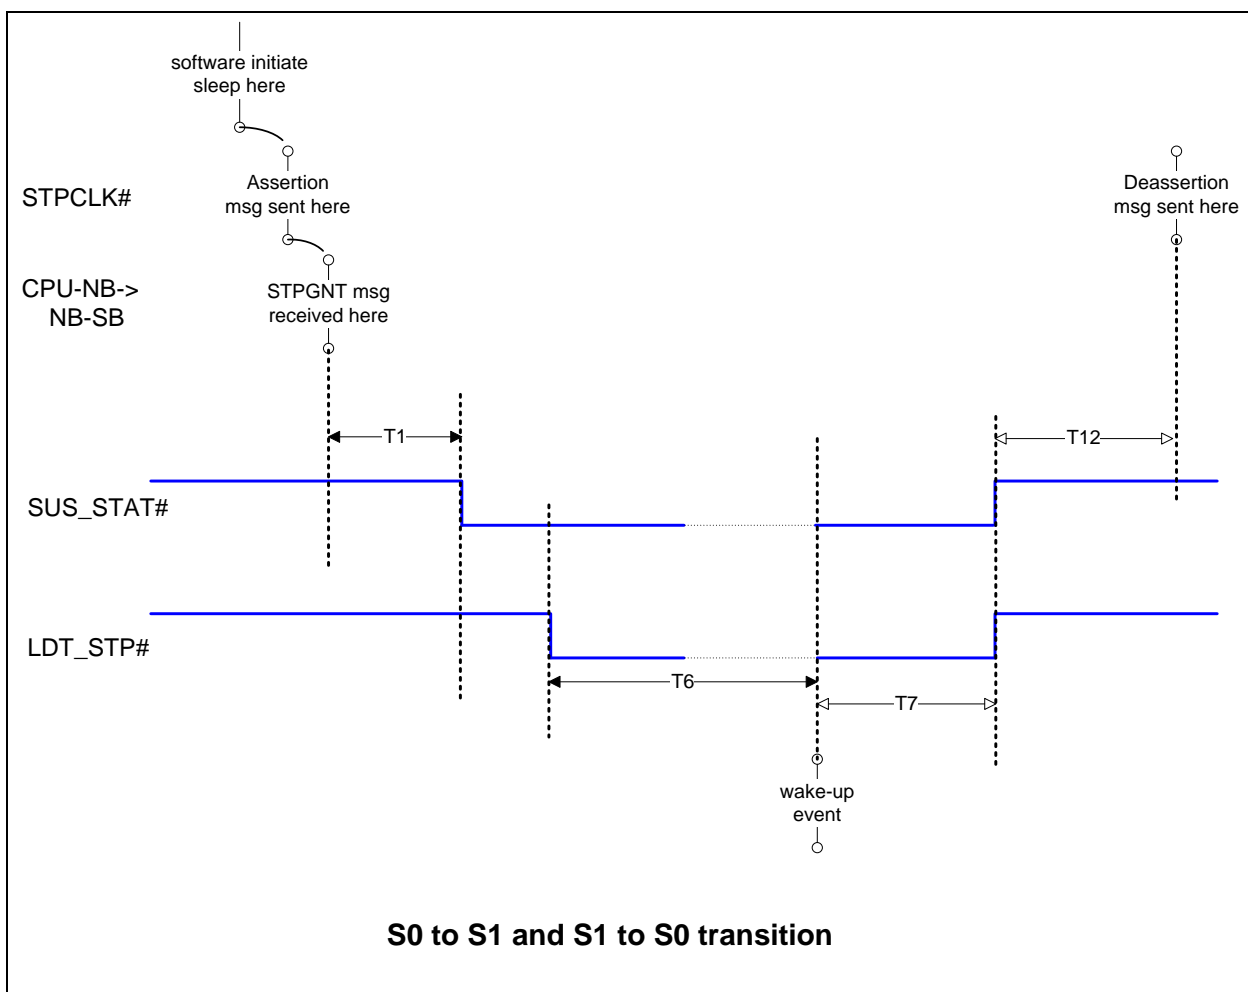 software initiate
sleep here
STPCLK#
Assertion
msg sent here
Deassertion
msg sent here
CPU-NB->
NB-SB
STPGNT msg
received here
T1
T12
SUS_STAT#
LDT_STP#
T6
T7
wake-up
event
S0 to S1 and S1 to S0 transition